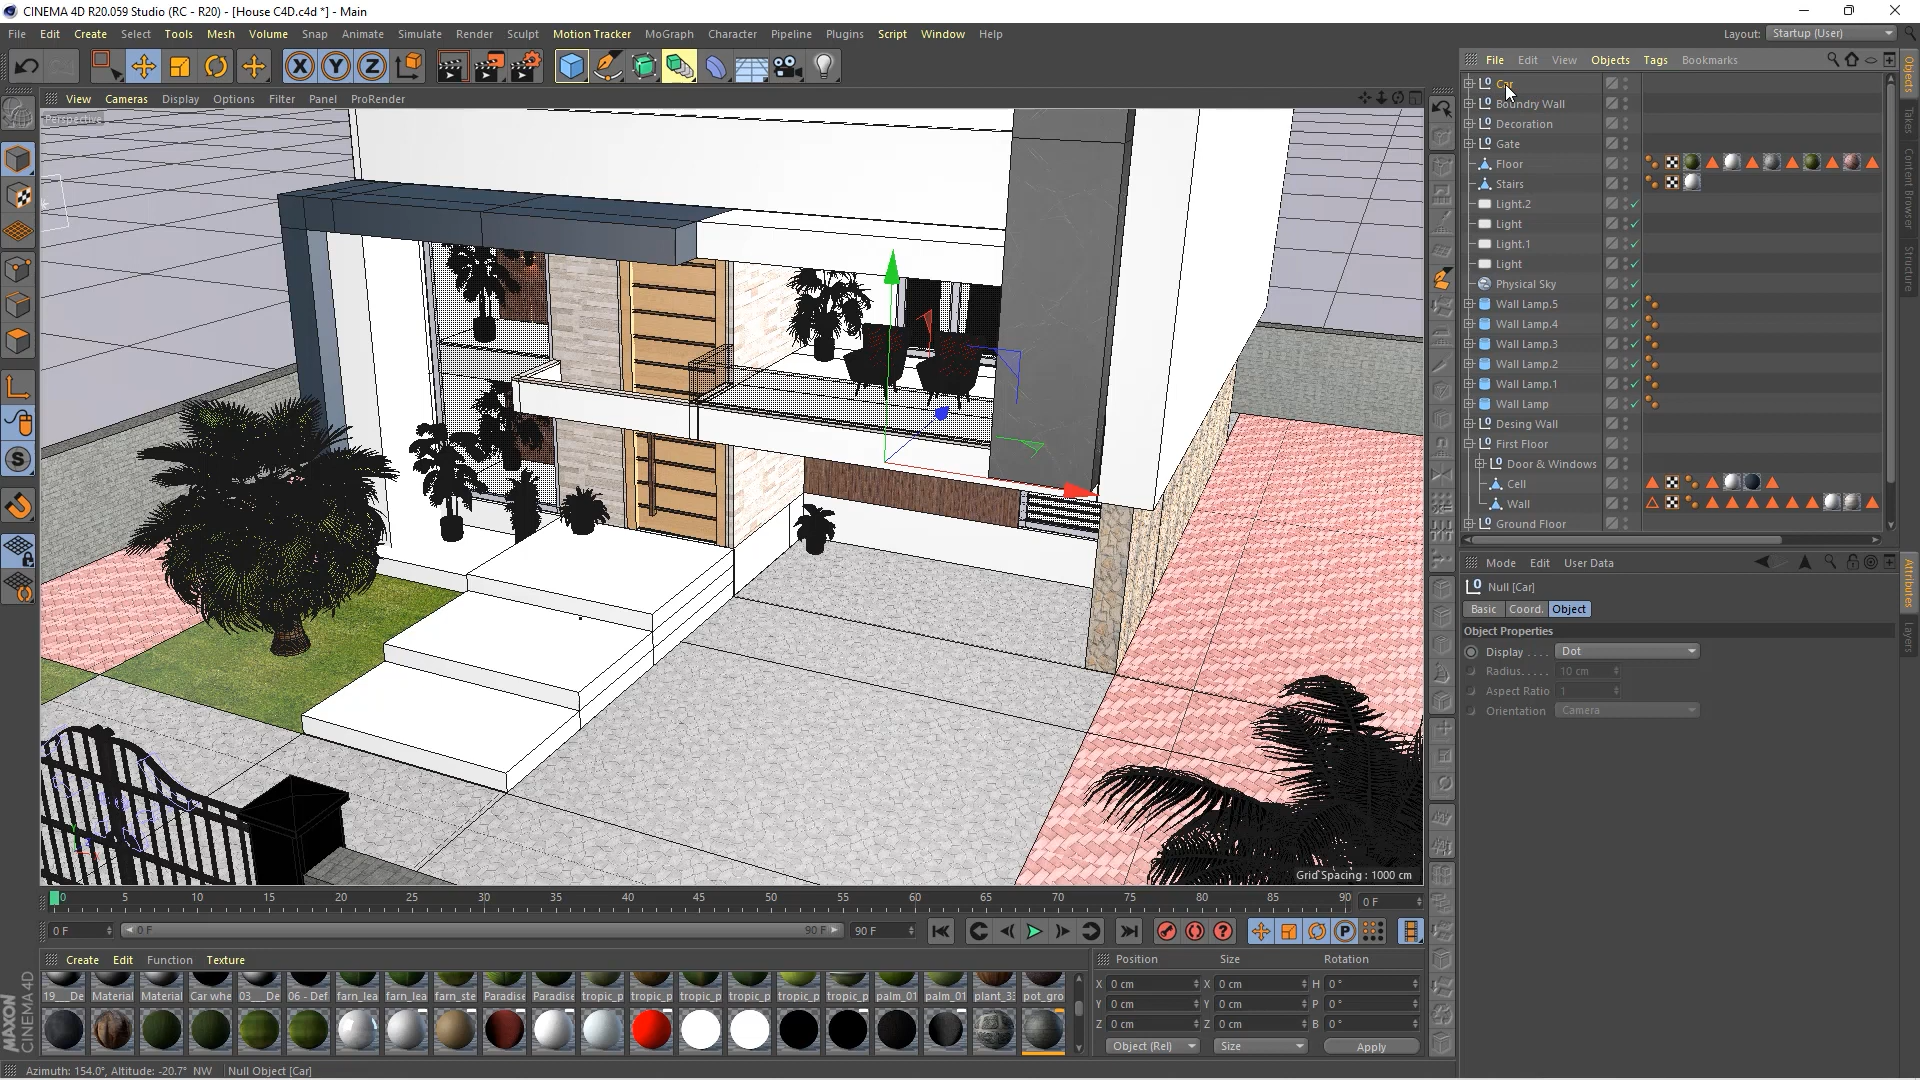 CINEMA 4D R20.059 Studio (RC - R20) - [House C4D.c4d *] - Main
File Edit Create Select Tools Mesh Volume Snap Animate Simulate Render Sculpt Motion Tracker MoGraph Character Pipeline Plugins Script Window Help
Layout: Startup (User)
View Cameras Display Options Filter Panel ProRender
Perspective
Grid Spacing : 1000 cm
File Edit View Objects Tags Bookmarks
Car
Boundry Wall
Decoration
Gate
Floor
Stairs
Light.2
Light
Light.1
Light
Physical Sky
Wall Lamp.5
Wall Lamp.4
Wall Lamp.3
Wall Lamp.2
Wall Lamp.1
Wall Lamp
Desing Wall
First Floor
Door & Windows
Cell
Wall
Ground Floor
Objects
Takes
Content Browser
Structure
Mode Edit User Data
Null [Car]
Basic Coord. Object
Object Properties
Display . . . . Dot
Radius. . . . . 10 cm
Aspect Ratio 1
Orientation Camera
Attributes
Layers
0 5 10 15 20 25 30 35 40 45 50 55 60 65 70 75 80 85 90
0 F
0 F 0 F 90 F 90 F
Create Edit Function Texture
19__De Material Material Car whe 03__De 06 - Def farn_lea farn_lea farn_ste Paradise Paradise tropic_p tropic_p tropic_p tropic_p tropic_p tropic_p palm_01 palm_01 plant_33 pot_gro
Position Size Rotation
X 0 cm X 0 cm H 0 °
Y 0 cm Y 0 cm P 0 °
Z 0 cm Z 0 cm B 0 °
Object (Rel) Size Apply
MAXON
CINEMA 4D
Azimuth: 154.0°, Altitude: -20.7° NW Null Object [Car]